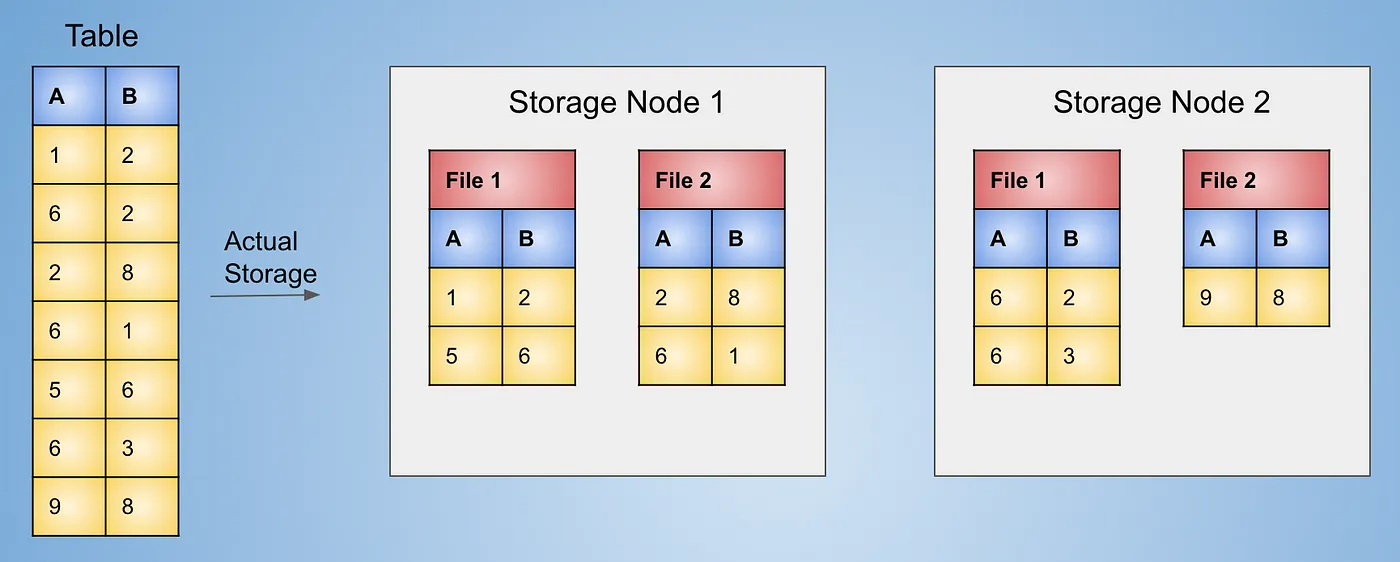 Table
A B
1 2
6 2
2 8
6 1
5 6
6 3
9 8
Actual
Storage
Storage Node 1
File 1
A B
1 2
5 6
File 2
A B
2 8
6 1
Storage Node 2
File 1
A B
6 2
6 3
File 2
A B
9 8